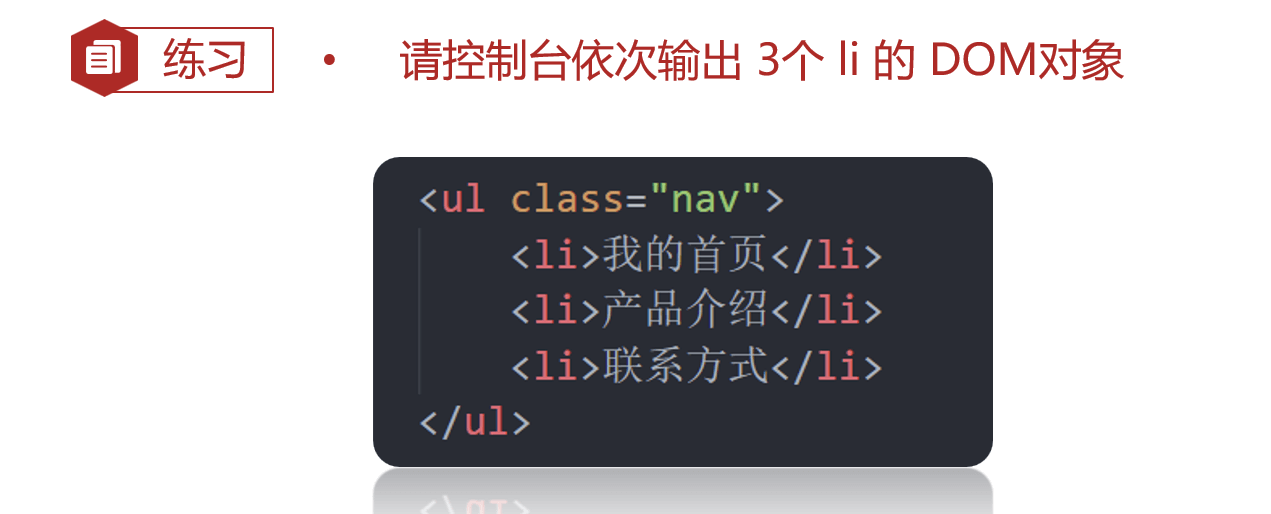 练习 • 请控制台依次输出 3个 li 的 DOM对象
<ul class="nav">
<li>我的首页</li>
<li>产品介绍</li>
<li>联系方式</li>
</ul>